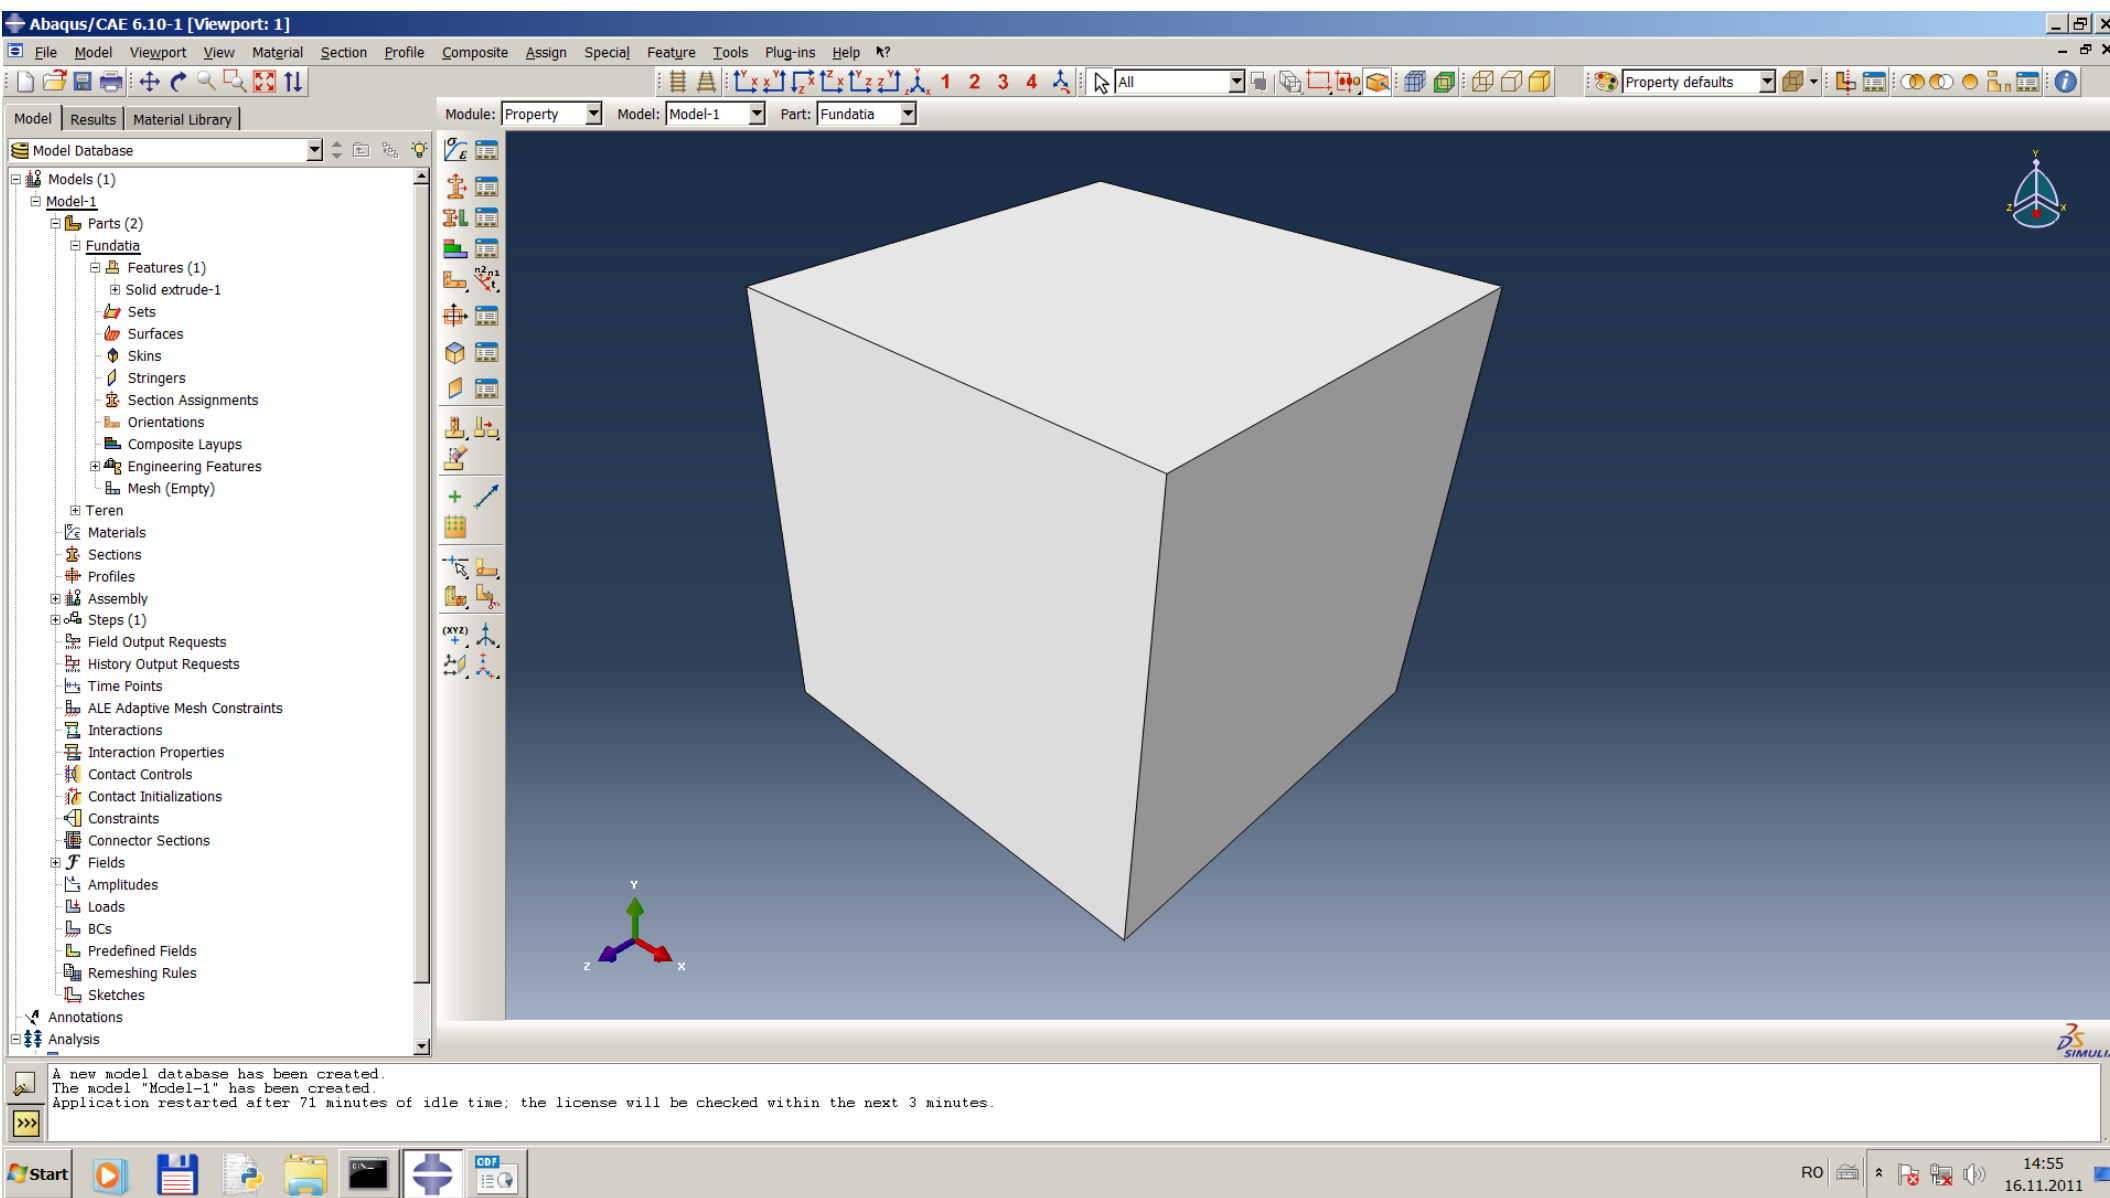 Abaqus/CAE 6.10-1 [Viewport: 1]
File Model Viewport View Material Section Profile Composite Assign Special Feature Tools Plug-ins Help ?
1 2 3 4 All Property defaults
Model Results Material Library
Module: Property Model: Model-1 Part: Fundatia
Model Database
Models (1)
Model-1
Parts (2)
Fundatia
Features (1)
Solid extrude-1
Sets
Surfaces
Skins
Stringers
Section Assignments
Orientations
Composite Layups
Engineering Features
Mesh (Empty)
Teren
Materials
Sections
Profiles
Assembly
Steps (1)
Field Output Requests
History Output Requests
Time Points
ALE Adaptive Mesh Constraints
Interactions
Interaction Properties
Contact Controls
Contact Initializations
Constraints
Connector Sections
Fields
Amplitudes
Loads
BCs
Predefined Fields
Remeshing Rules
Sketches
Annotations
Analysis
n2 n1
t
(XYZ)
Y
Z X
Y
Z X
SIMULIA
A new model database has been created.
The model "Model-1" has been created.
Application restarted after 71 minutes of idle time; the license will be checked within the next 3 minutes.
>>>
Start
ODF
RO
14:55
16.11.2011